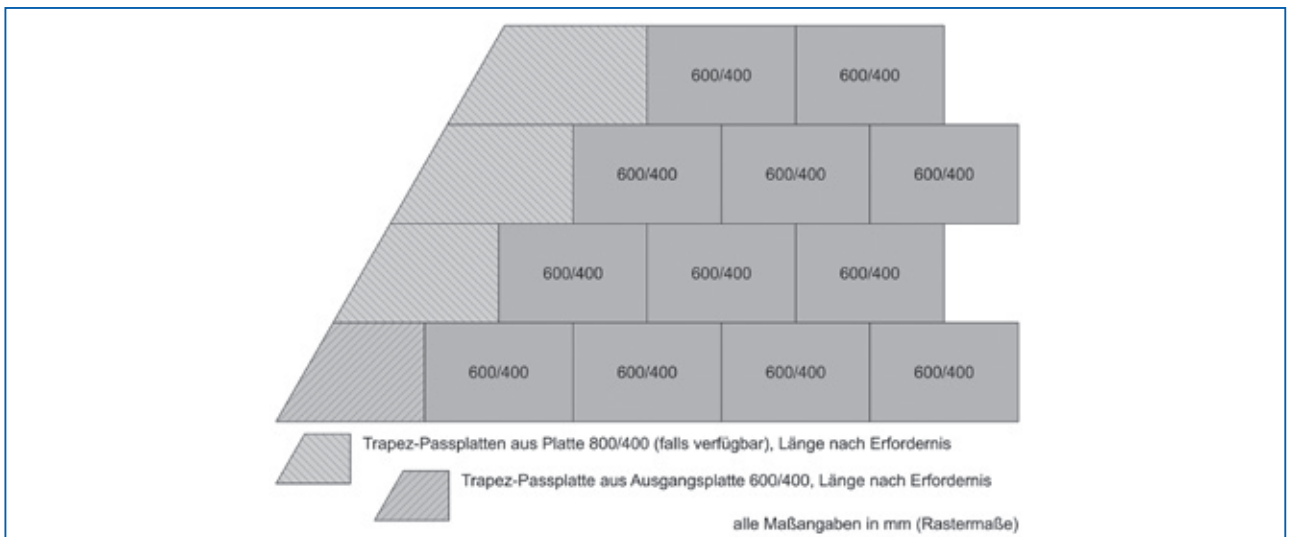 600/400 600/400
600/400 600/400 600/400
600/400 600/400 600/400
600/400 600/400 600/400 600/400
Trapez-Passplatten aus Platte 800/400 (falls verfügbar), Länge nach Erfordernis
Trapez-Passplatte aus Ausgangsplatte 600/400, Länge nach Erfordernis
alle Maßangaben in mm (Rastermaße)